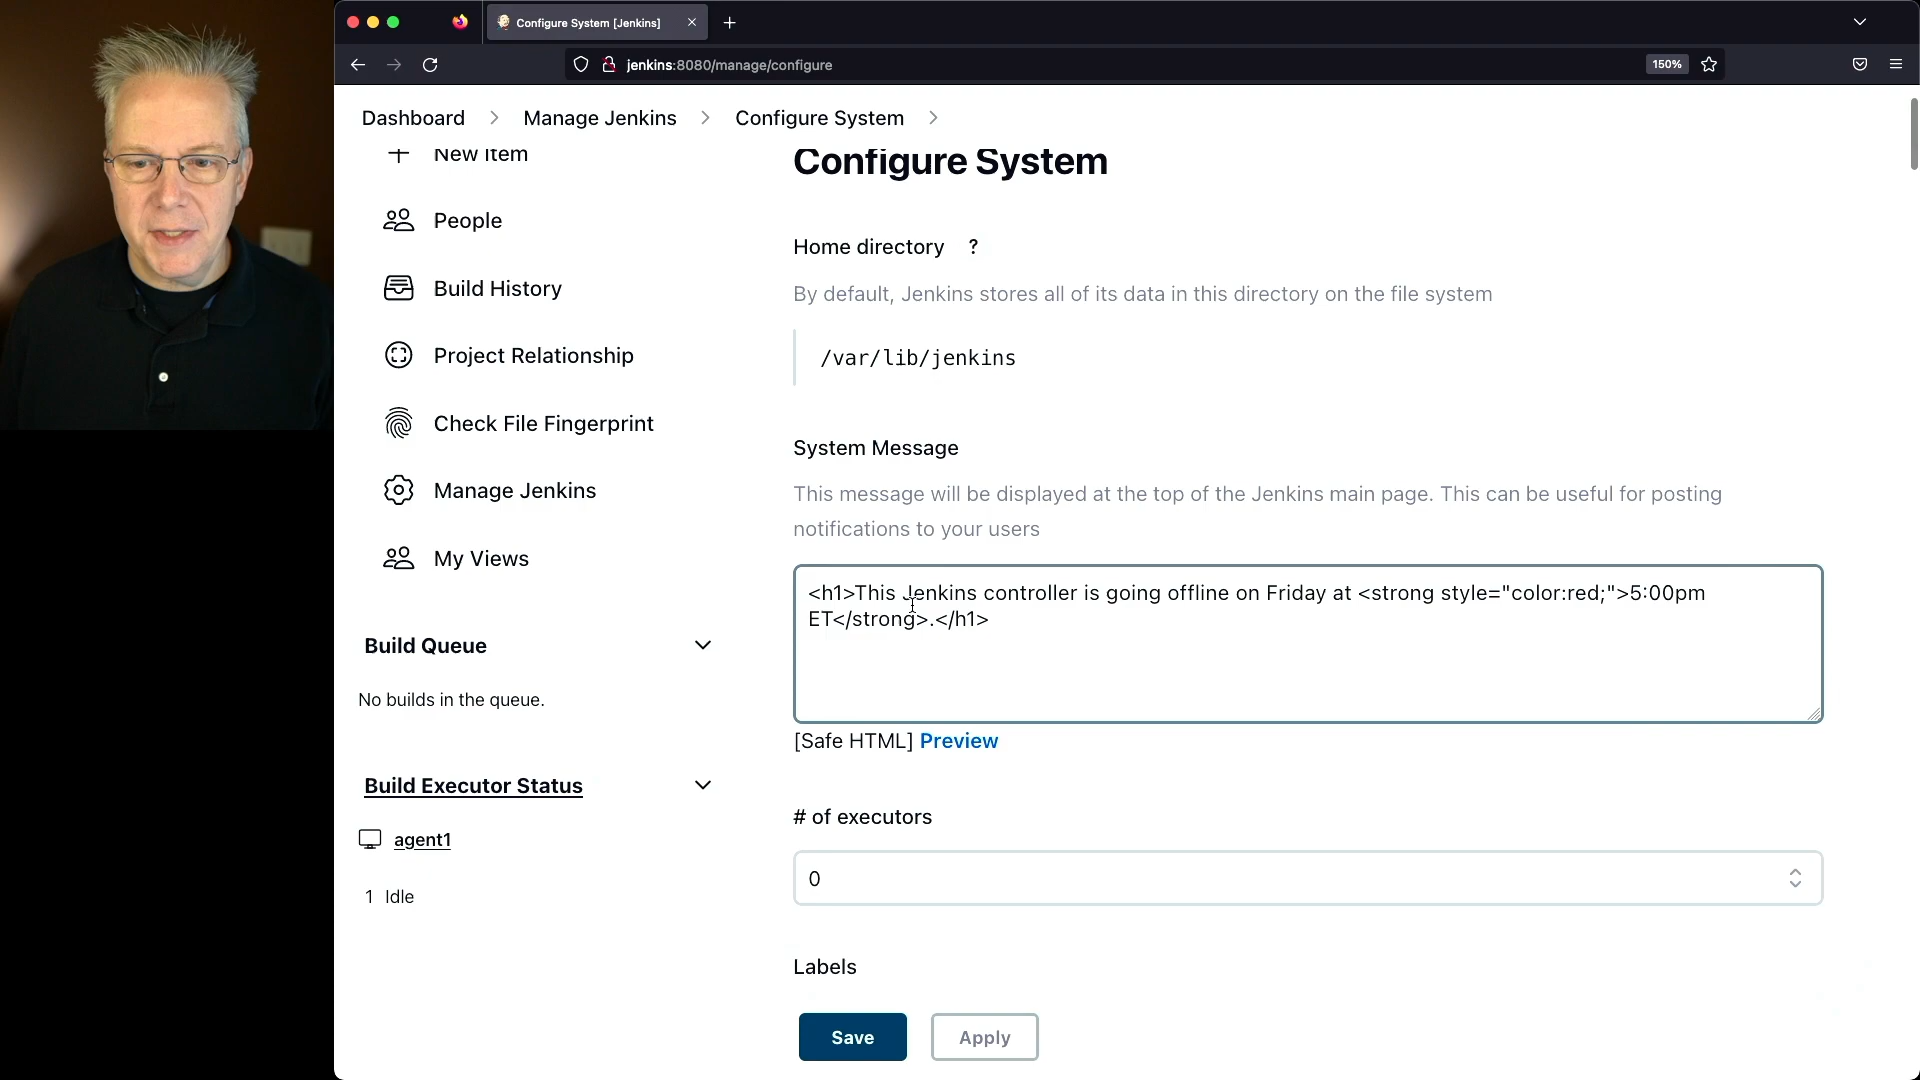 Configure System [Jenkins]
jenkins:8080/manage/configure
150%
Dashboard
Manage Jenkins
Configure System
New Item
People
Build History
Project Relationship
Check File Fingerprint
Manage Jenkins
My Views
Build Queue
No builds in the queue.
Build Executor Status
agent1
1 Idle
Configure System
Home directory ?
By default, Jenkins stores all of its data in this directory on the file system
/var/lib/jenkins
System Message
This message will be displayed at the top of the Jenkins main page. This can be useful for posting
notifications to your users
<h1>This Jenkins controller is going offline on Friday at <strong style="color:red;">5:00pm
ET</strong>.</h1>
[Safe HTML] Preview
# of executors
0
Labels
Save
Apply